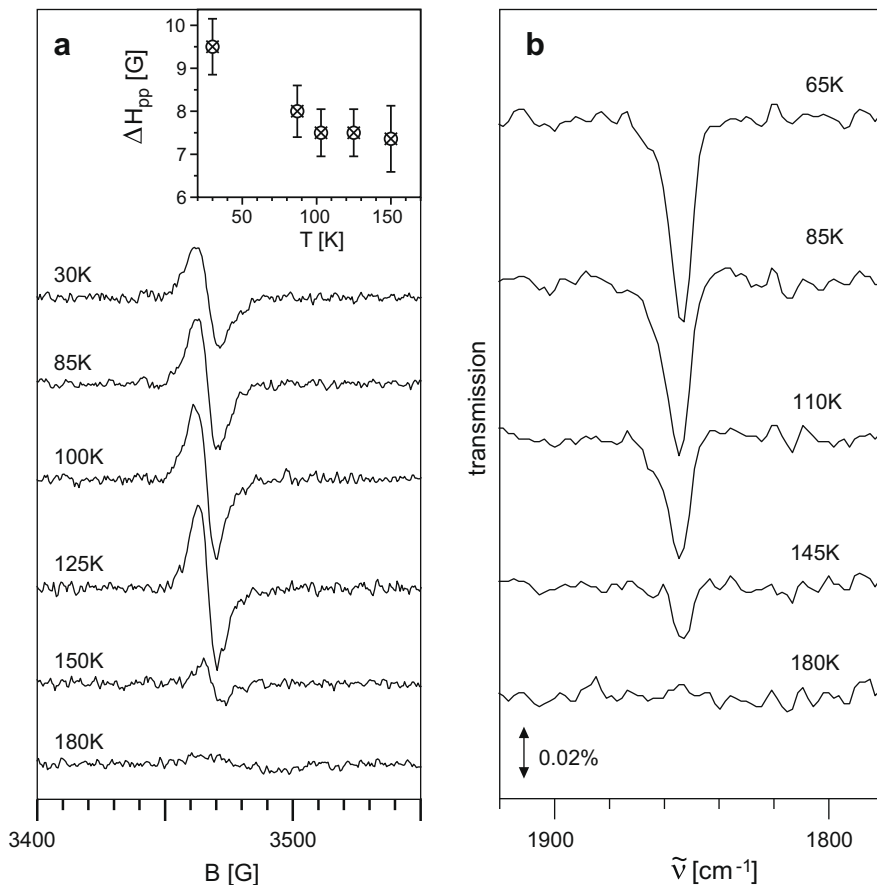 a
ΔHpp [G]
10
9
8
7
6
50
100
150
T [K]
30K
85K
100K
125K
150K
180K
3400
3500
B [G]
b
65K
85K
110K
145K
180K
transmission
0.02%
1900
1800
ṽ [cm⁻¹]